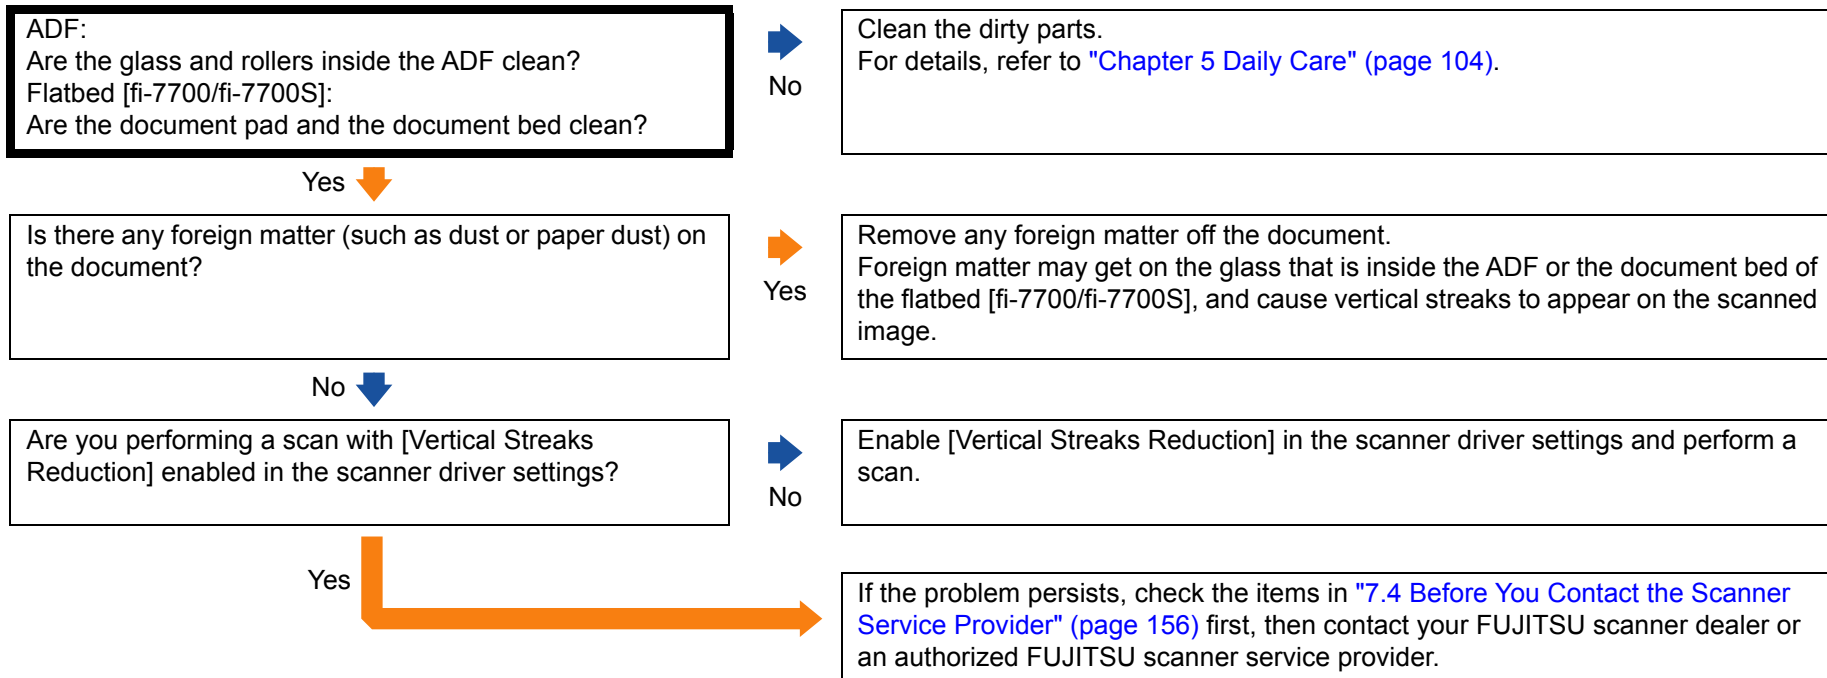 ADF:
Are the glass and rollers inside the ADF clean?
Flatbed [fi-7700/fi-7700S]:
Are the document pad and the document bed clean?
No
Clean the dirty parts.
For details, refer to "Chapter 5 Daily Care" (page 104).
Yes
Is there any foreign matter (such as dust or paper dust) on
the document?
Yes
Remove any foreign matter off the document.
Foreign matter may get on the glass that is inside the ADF or the document bed of
the flatbed [fi-7700/fi-7700S], and cause vertical streaks to appear on the scanned
image.
No
Are you performing a scan with [Vertical Streaks
Reduction] enabled in the scanner driver settings?
No
Enable [Vertical Streaks Reduction] in the scanner driver settings and perform a
scan.
Yes
If the problem persists, check the items in "7.4 Before You Contact the Scanner
Service Provider" (page 156) first, then contact your FUJITSU scanner dealer or
an authorized FUJITSU scanner service provider.